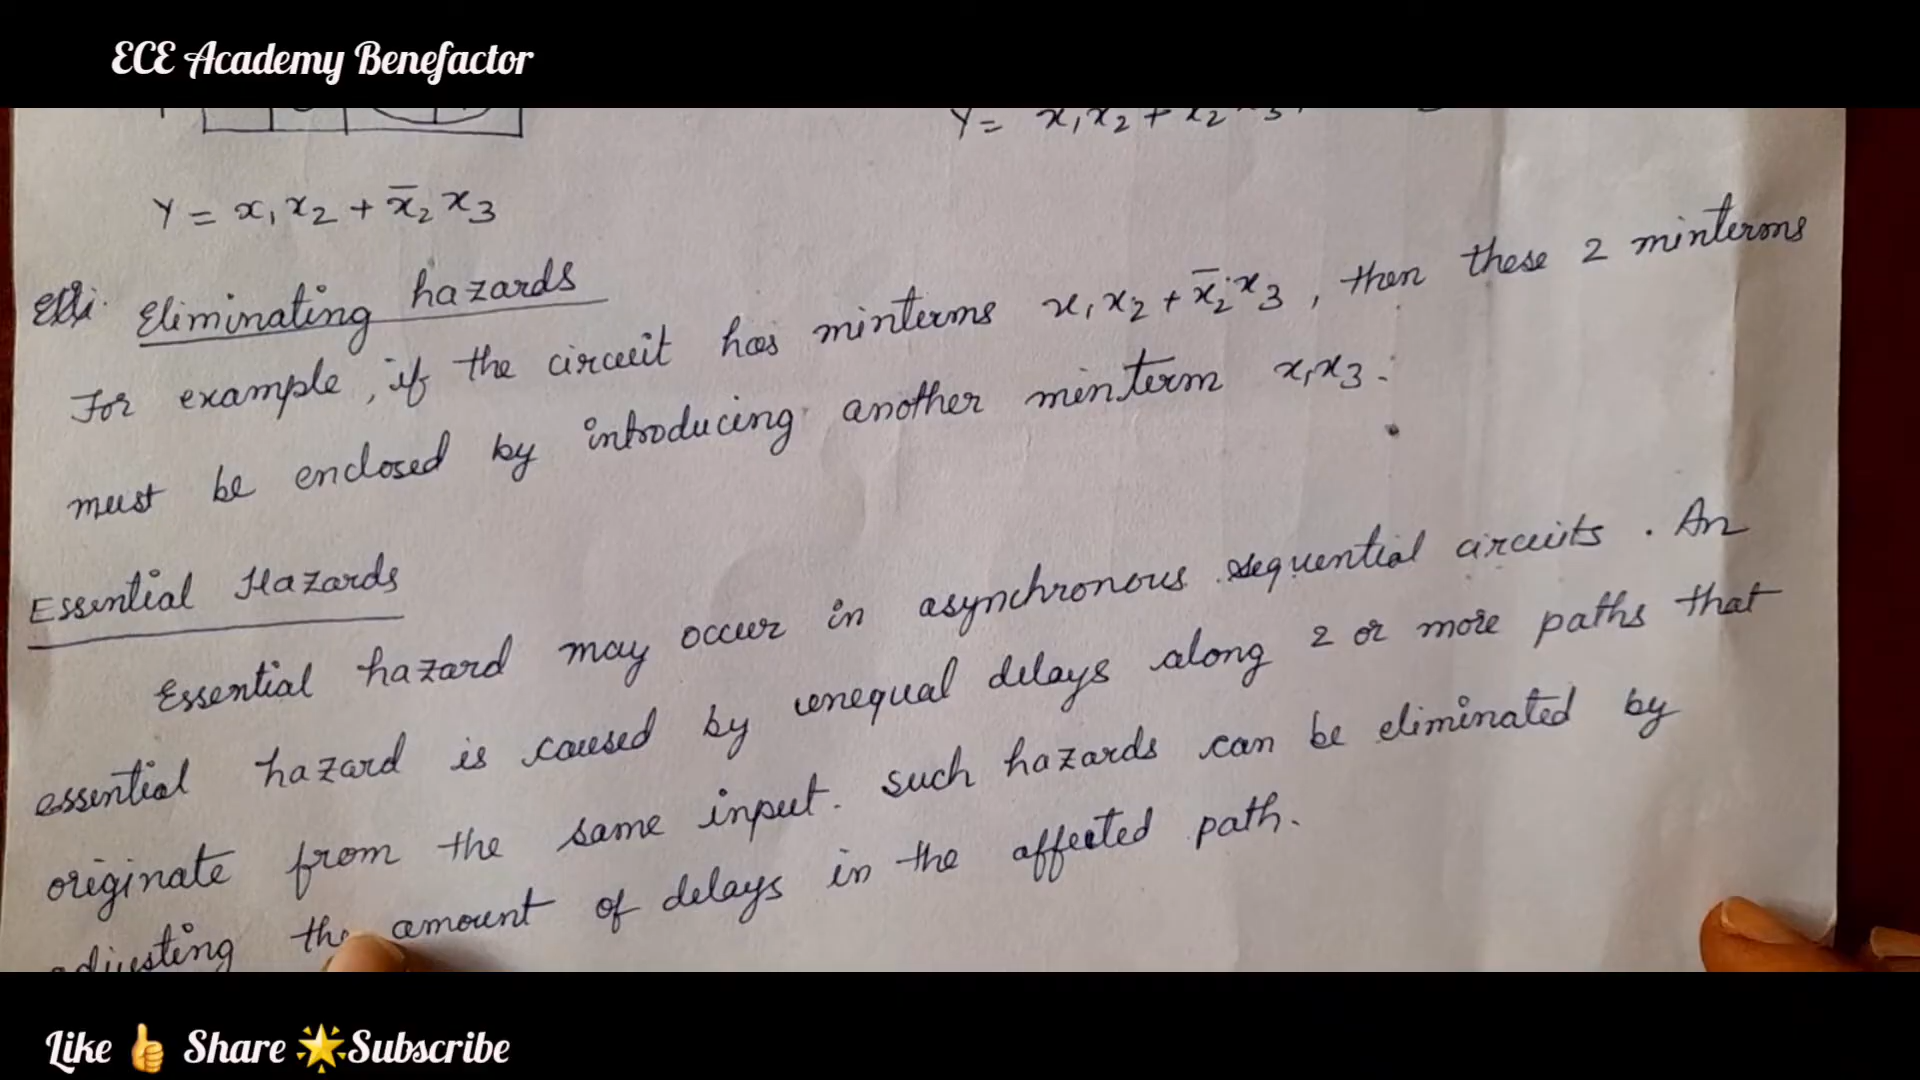 ECE Academy Benefactor
Y = x₁x₂ + x₂
Y = x₁x₂ + x̅₂x₃
Eliminating hazards
For example, if the circuit has minterms x₁x₂ + x̅₂x₃, then these 2 minterms
must be enclosed by introducing another minterm x₁x₃.
Essential Hazards
Essential hazard may occur in asynchronous sequential circuits. An
essential hazard is caused by unequal delays along 2 or more paths that
originate from the same input. such hazards can be eliminated by
adjusting the amount of delays in the affected path.
Like 👍 Share 🌟Subscribe